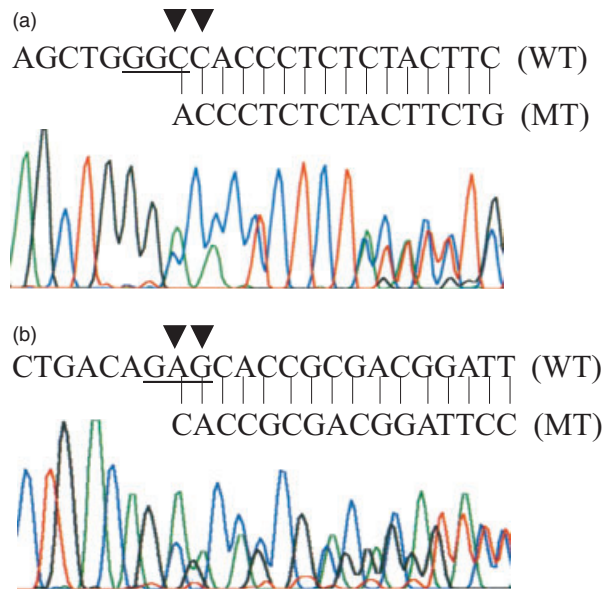 (a)
AGCTGGGCCACCCTCTCTACTTC (WT)
ACCCTCTCTACTTCTG (MT)
(b)
CTGACAGAGCACCGCGACGGATT (WT)
CACCGCGACGGATTCC (MT)